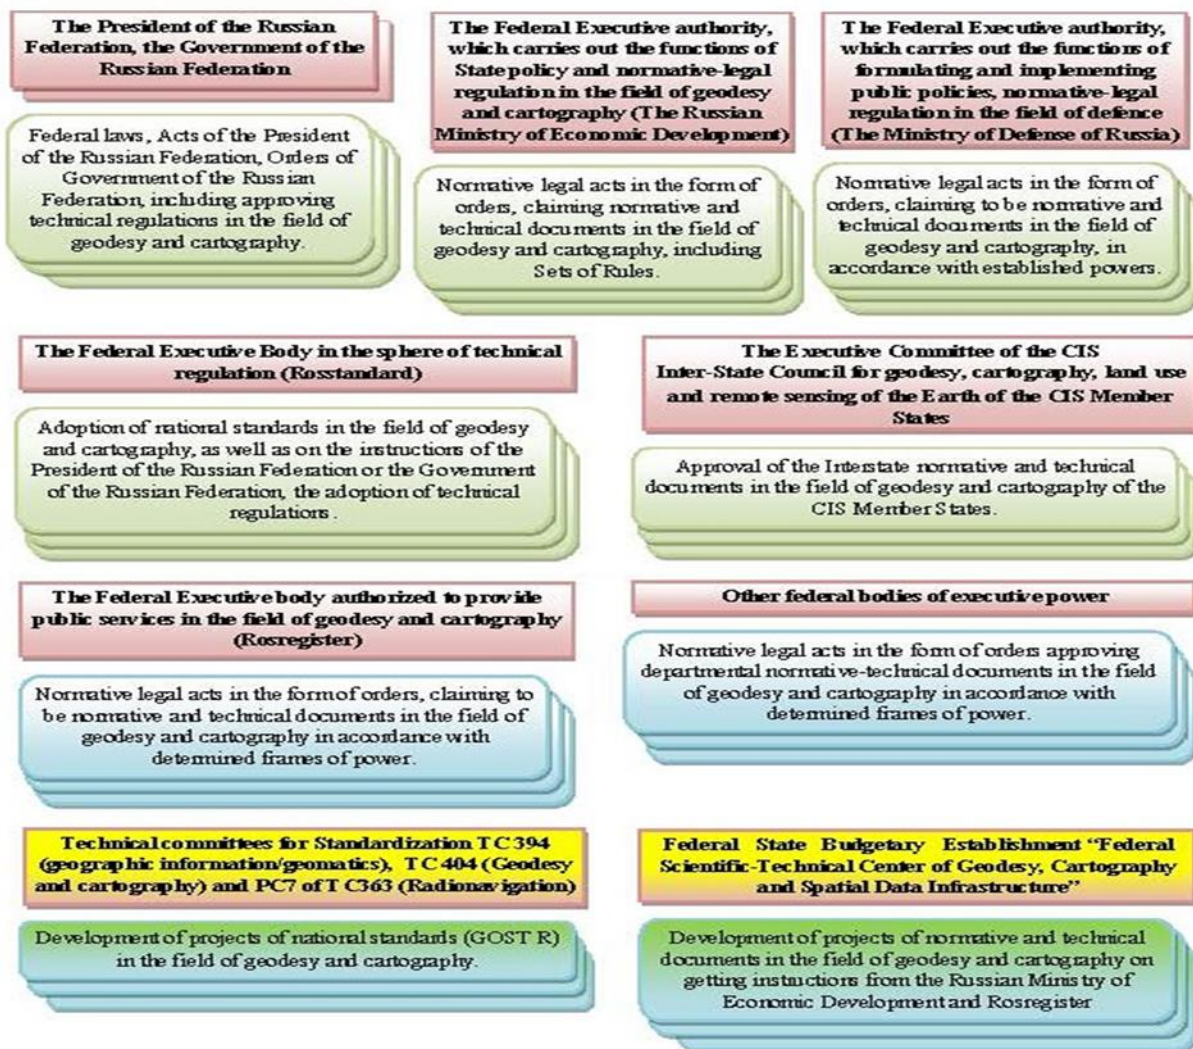 The President of the Russian
Federation, the Government of the
Russian Federation
Federal laws, Acts of the President
of the Russian Federation, Orders of
Government of the Russian
Federation, including approving
technical regulations in the field of
geodesy and cartography.
The Federal Executive authority,
which carries out the functions of
State policy and normative-legal
regulation in the field of geodesy
and cartography (The Russian
Ministry of Economic Development)
Normative legal acts in the form of
orders, claiming normative and
technical documents in the field of
geodesy and cartography, including
Sets of Rules.
The Federal Executive authority,
which carries out the functions of
formulating and implementing
public policies, normative-legal
regulation in the field of defence
(The Ministry of Defense of Russia)
Normative legal acts in the form of
orders, claiming to be normative and
technical documents in the field of
geodesy and cartography, in
accordance with established powers.
The Federal Executive Body in the sphere of technical
regulation (Rosstandard)
Adoption of national standards in the field of geodesy
and cartography, as well as on the instructions of the
President of the Russian Federation or the Government
of the Russian Federation, the adoption of technical
regulations.
The Executive Committee of the CIS
Inter-State Council for geodesy, cartography, land use
and remote sensing of the Earth of the CIS Member
States
Approval of the Interstate normative and technical
documents in the field of geodesy and cartography of the
CIS Member States.
The Federal Executive body authorized to provide
public services in the field of geodesy and cartography
(Rosregister)
Normative legal acts in the form of orders, claiming to
be normative and technical documents in the field of
geodesy and cartography in accordance with
determined frames of power.
Other federal bodies of executive power
Normative legal acts in the form of orders approving
departmental normative-technical documents in the field
of geodesy and cartography in accordance with
determined frames of power.
Technical committees for Standardization TC 394
(geographic information/geomatics), TC 404 (Geodesy
and cartography) and PC7 of TC363 (Radionavigation)
Development of projects of national standards (GOST R)
in the field of geodesy and cartography.
Federal State Budgetary Establishment “Federal
Scientific-Technical Center of Geodesy, Cartography
and Spatial Data Infrastructure”
Development of projects of normative and technical
documents in the field of geodesy and cartography on
getting instructions from the Russian Ministry of
Economic Development and Rosregister